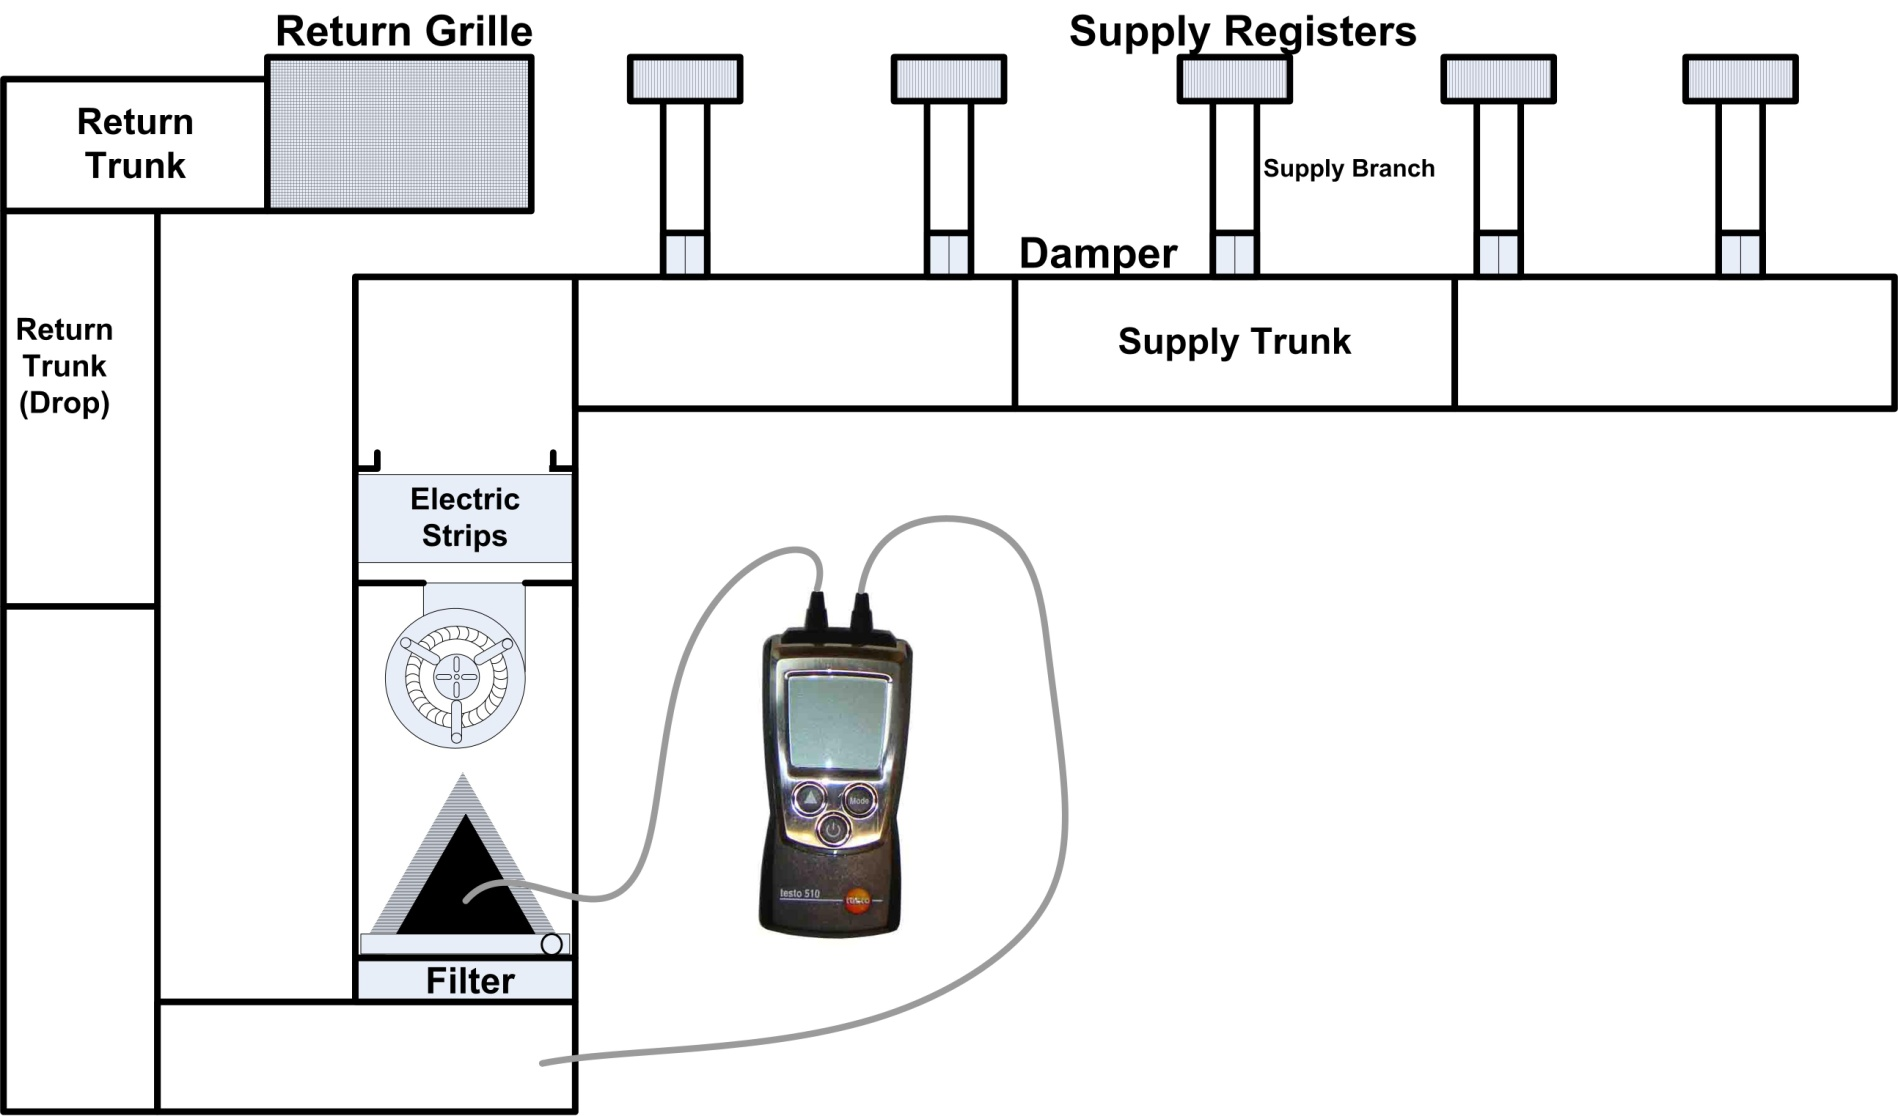 Return Grille
Supply Registers
Return
Trunk
Supply Branch
Damper
Return
Trunk
(Drop)
Supply Trunk
Electric
Strips
Mode
testo 510
Filter